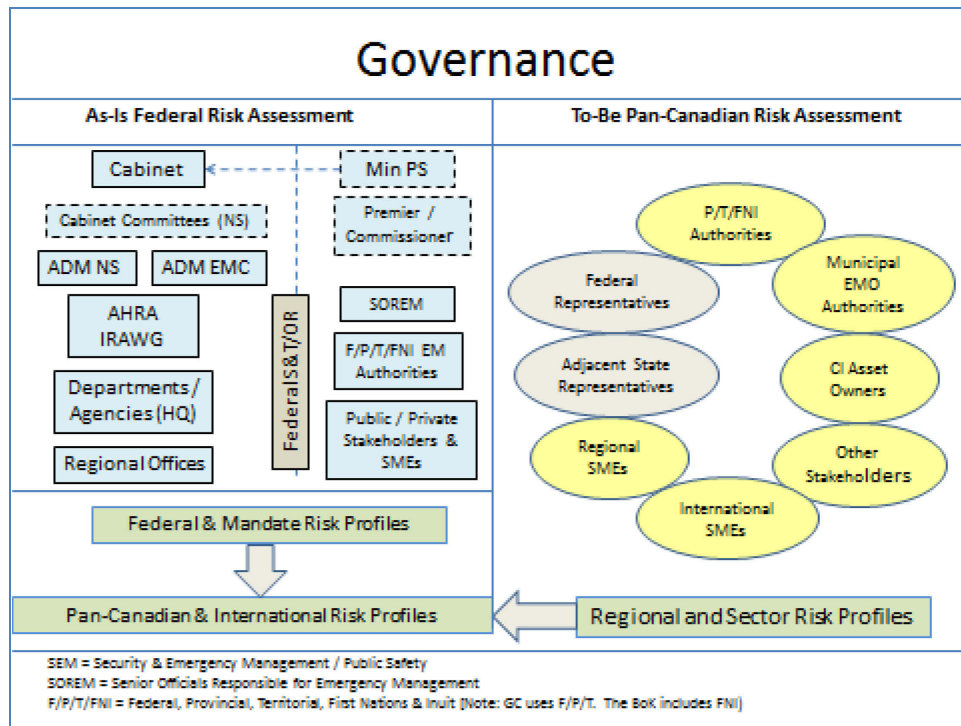 Governance
As-Is Federal Risk Assessment
To-Be Pan-Canadian Risk Assessment
Cabinet
Min PS
Cabinet Committees (NS)
Premier /
Commissioner
ADM NS
ADM EMC
AHRA
IRAWG
SOREM
Federal S&T/OR
F/P/T/FNI EM
Authorities
Departments /
Agencies (HQ)
Public / Private
Stakeholders &
SMEs
Regional Offices
P/T/FNI
Authorities
Federal
Representatives
Municipal
EMO
Authorities
Adjacent State
Representatives
CI Asset
Owners
Regional
SMEs
Other
Stakeholders
International
SMEs
Federal & Mandate Risk Profiles
Pan-Canadian & International Risk Profiles
Regional and Sector Risk Profiles
SEM = Security & Emergency Management / Public Safety
SOREM = Senior Officials Responsible for Emergency Management
F/P/T/FNI = Federal, Provincial, Territorial, First Nations & Inuit (Note: GC uses F/P/T. The BoK includes FNI)